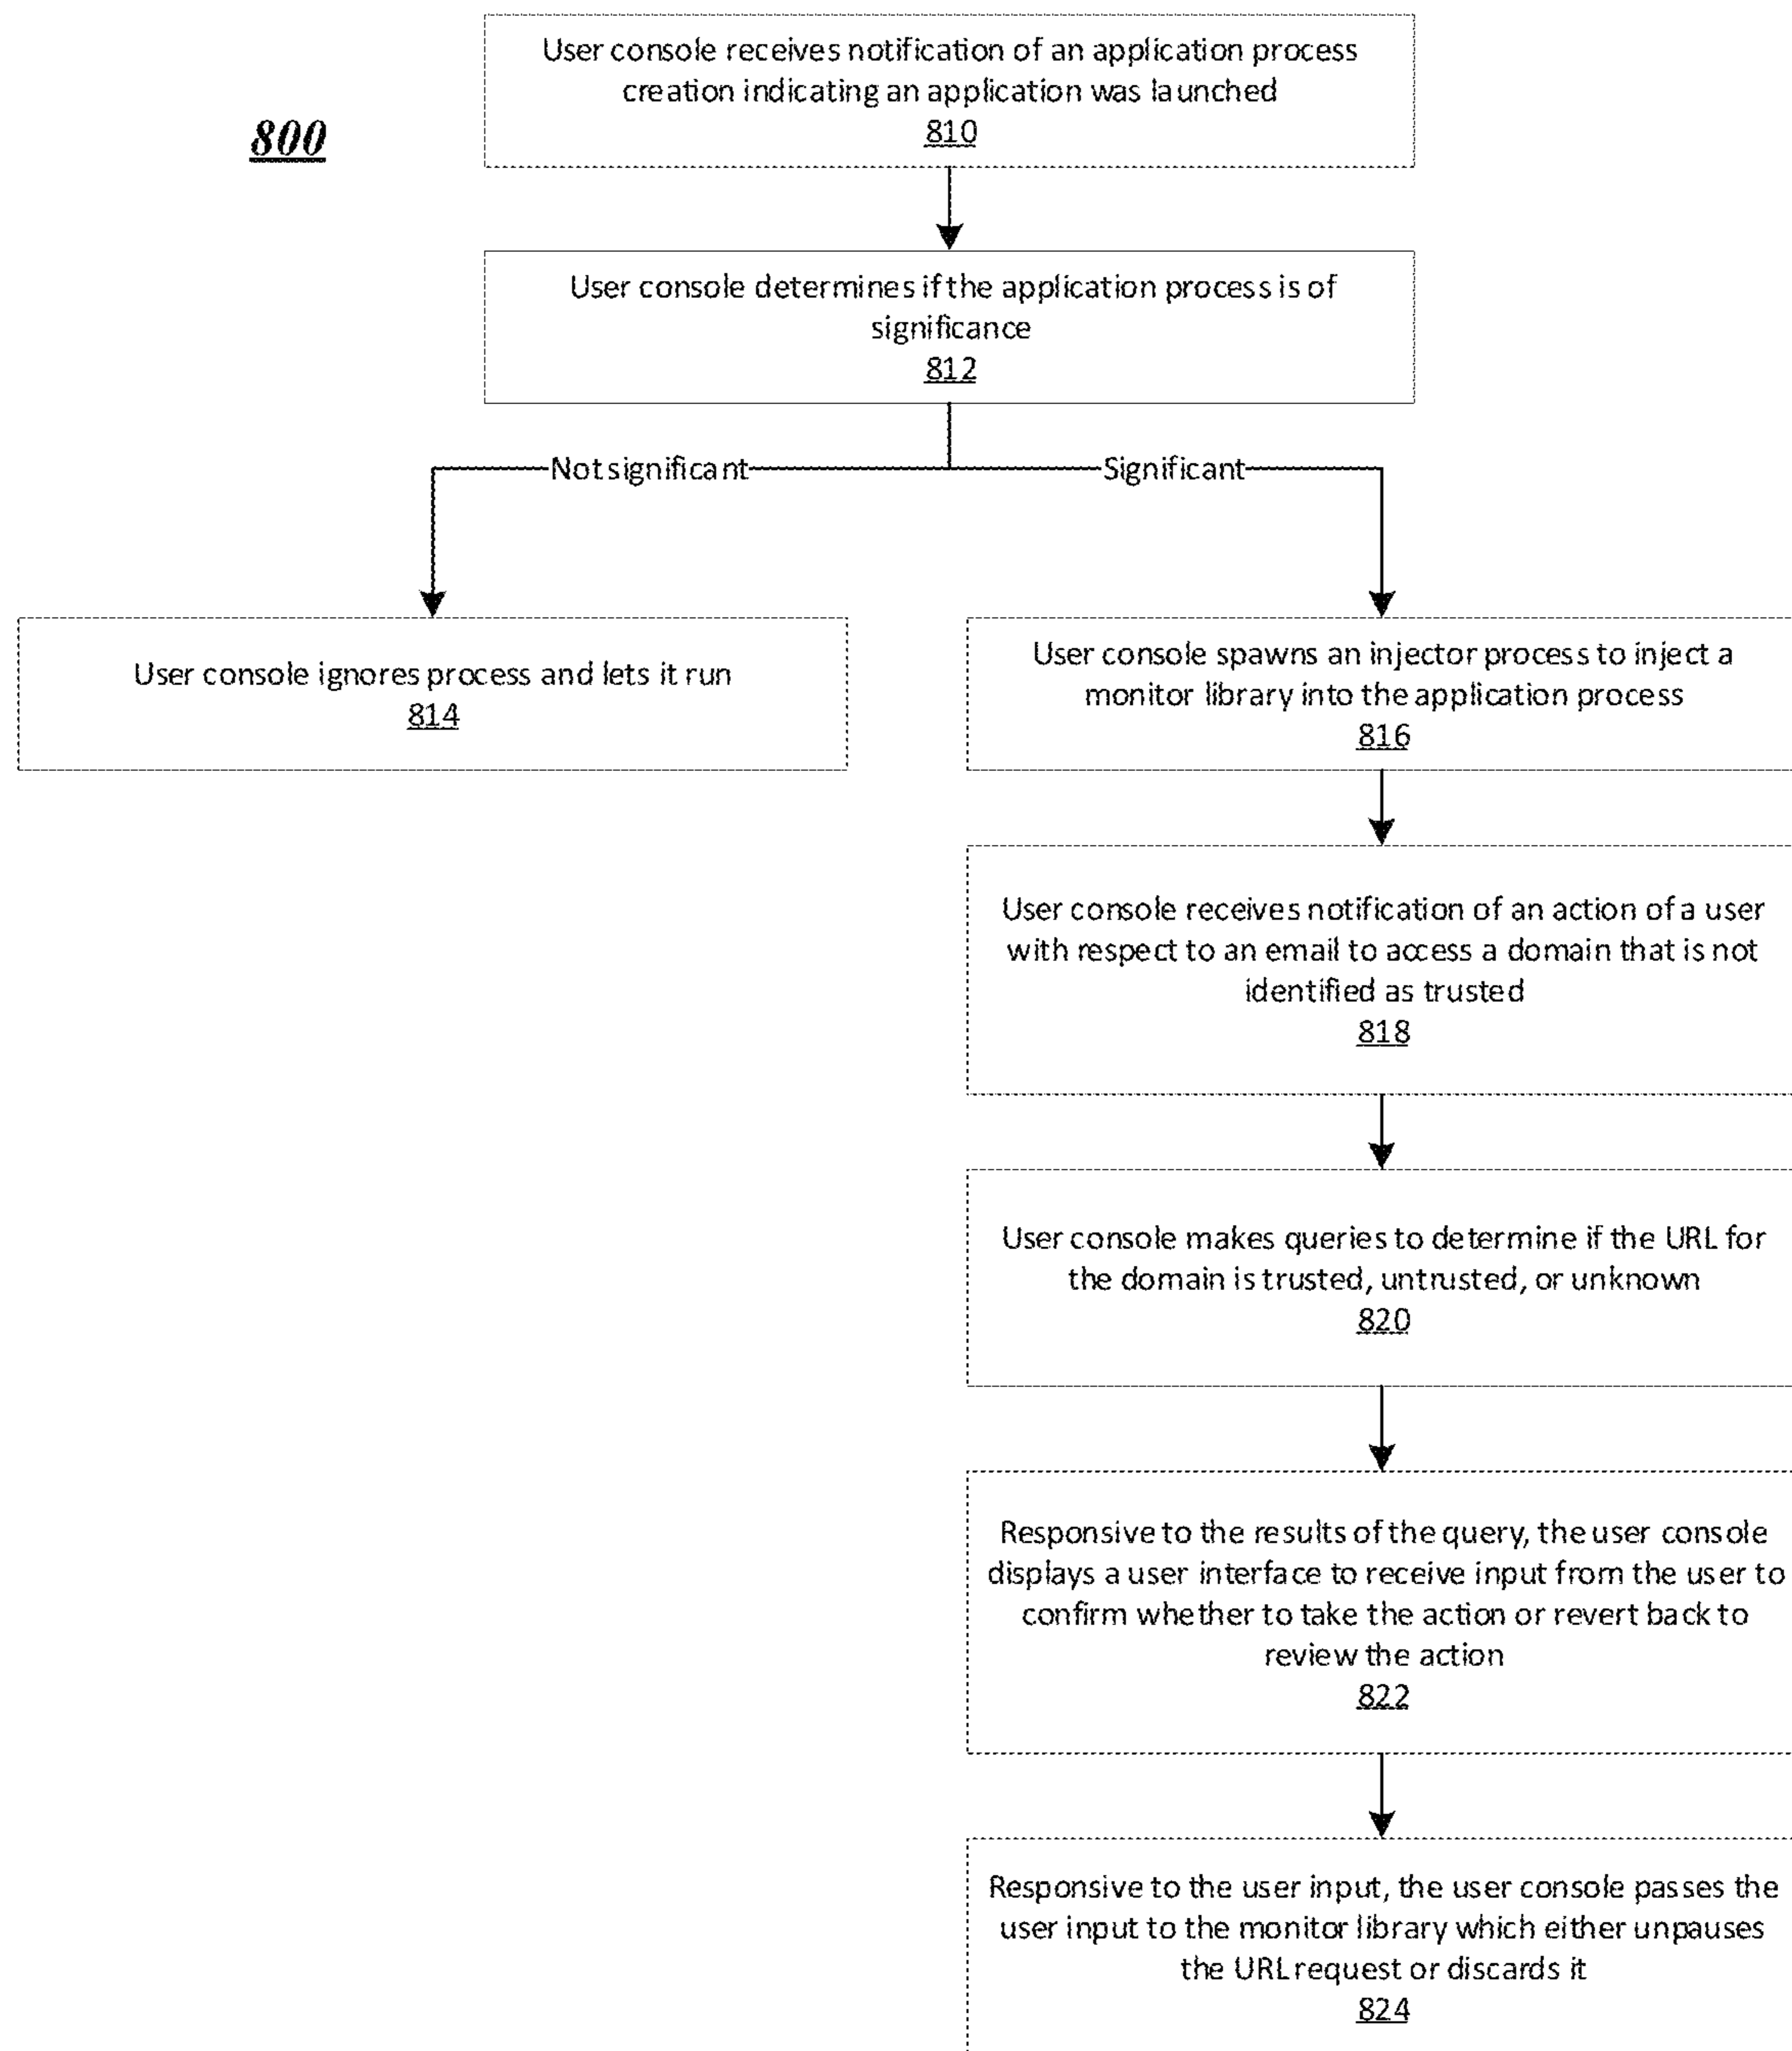 User console receives notification of an application process
creation indicating an application was launched
810
800
User console determines if the application process is of
significance
812
Not significant
Significant
User console ignores process and lets it run
814
User console spawns an injector process to inject a
monitor library into the application process
816
User console receives notification of an action of a user
with respect to an email to access a domain that is not
identified as trusted
818
User console makes queries to determine if the URL for
the domain is trusted, untrusted, or unknown
820
Responsive to the results of the query, the user console
displays a user interface to receive input from the user to
confirm whether to take the action or revert back to
review the action
822
Responsive to the user input, the user console passes the
user input to the monitor library which either unpauses
the URL request or discards it
824